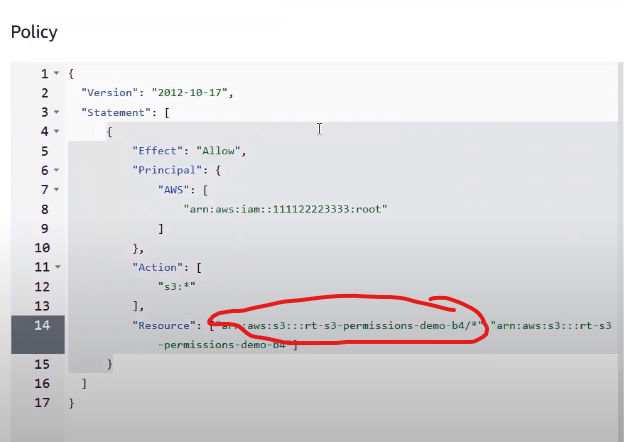 Policy
1 {
2 "Version": "2012-10-17",
3 "Statement": [
4 {
5 "Effect": "Allow",
6 "Principal": {
7 "AWS": [
8 "arn:aws:iam::111122223333:root"
9 ]
10 },
11 "Action": [
12 "s3:*"
13 ],
14 "Resource": ["arn:aws:s3:::rt-s3-permissions-demo-b4/*" "arn:aws:s3:::rt-s3
-permissions-demo-b4"]
15 }
16 ]
17 }